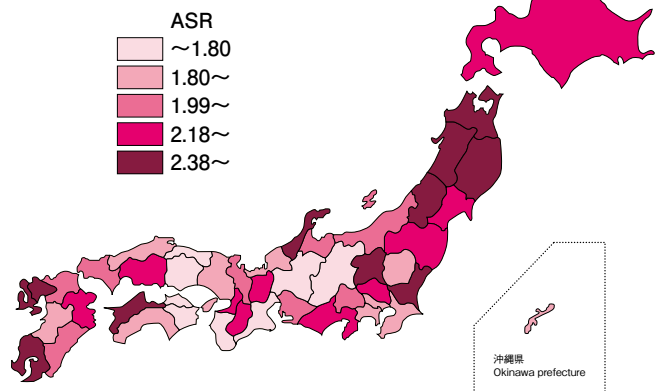 ASR
〜1.80
1.80〜
1.99〜
2.18〜
2.38〜
沖縄県
Okinawa prefecture